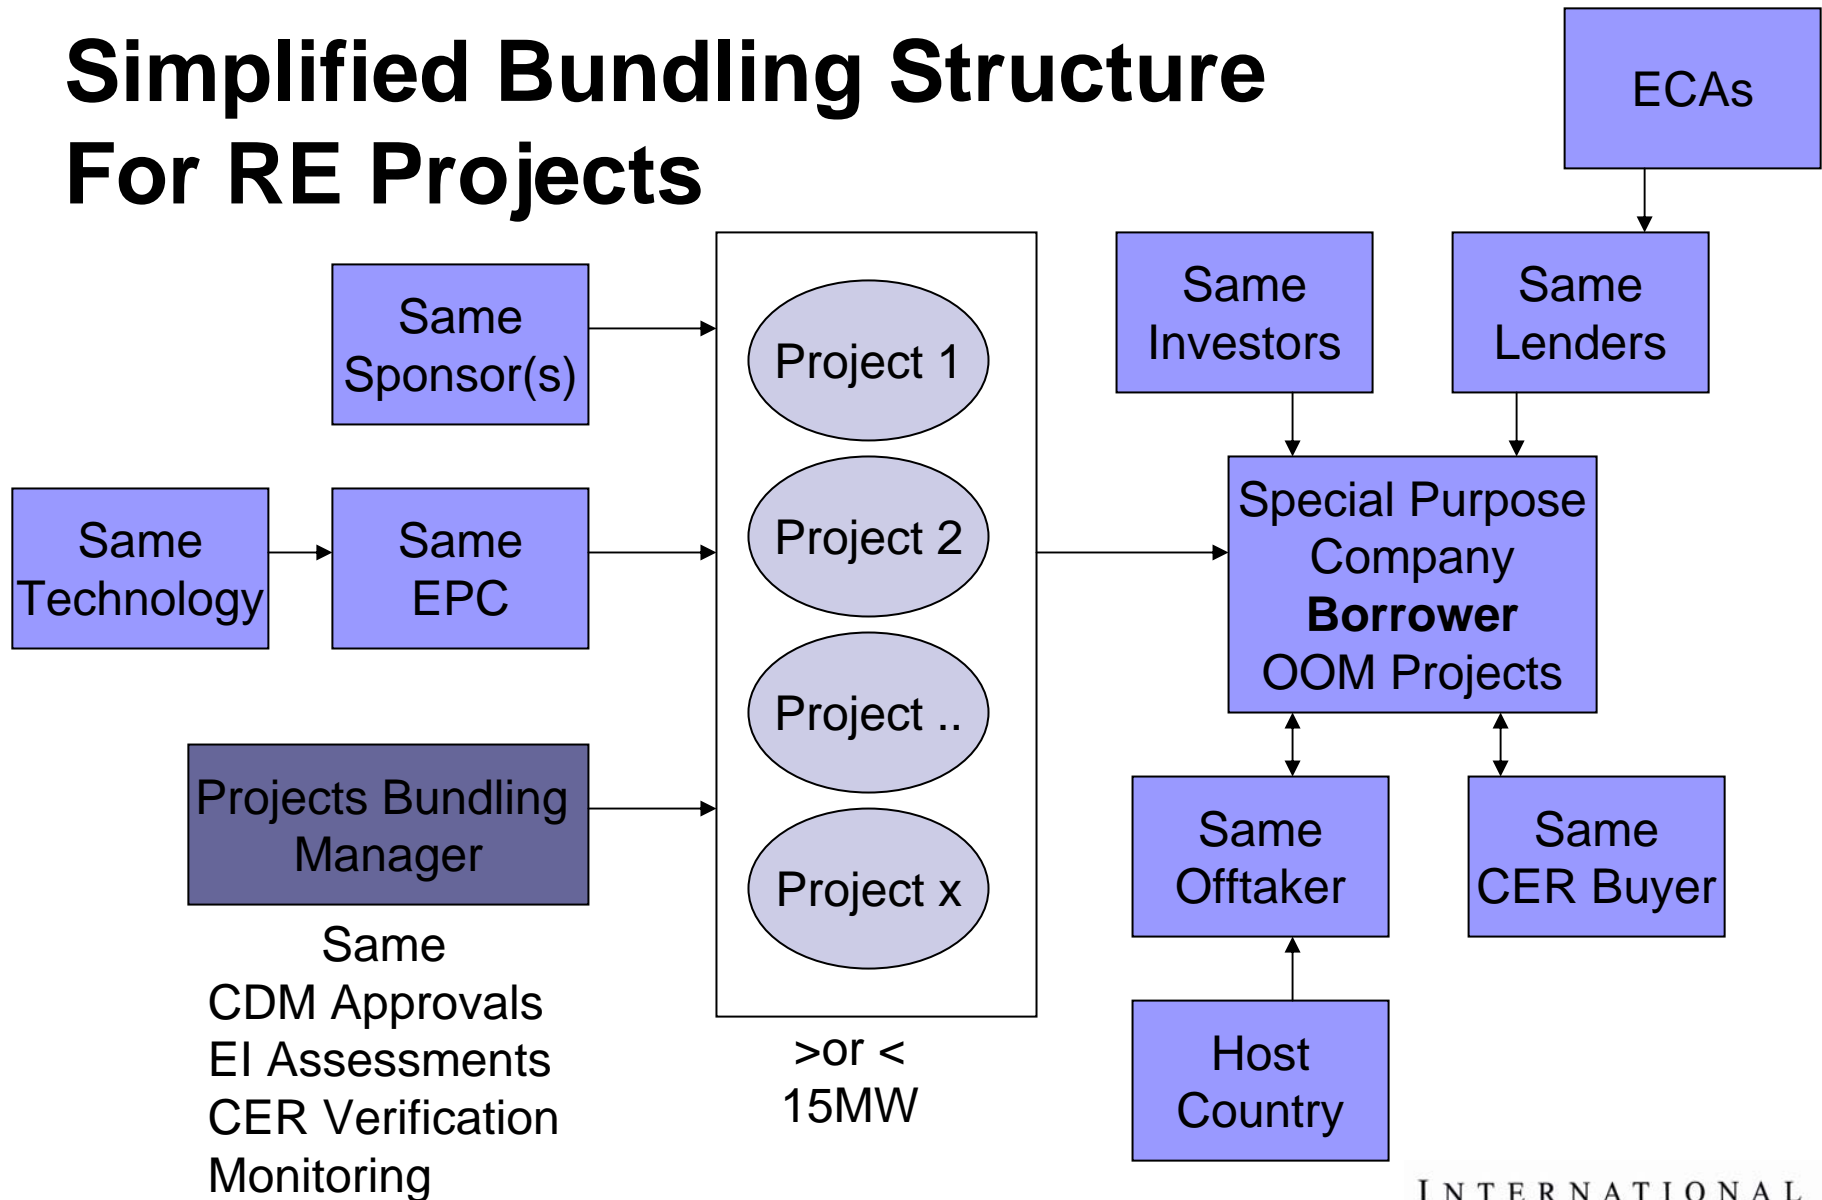 Simplified Bundling Structure
For RE Projects
ECAs
Same
Sponsor(s)
Same
Technology
Same
EPC
Projects Bundling
Manager
Same
CDM Approvals
EI Assessments
CER Verification
Monitoring
Project 1
Project 2
Project ..
Project x
>or <
15MW
Same
Investors
Same
Lenders
Special Purpose
Company
Borrower
OOM Projects
Same
Offtaker
Same
CER Buyer
Host
Country
INTERNATIONAL